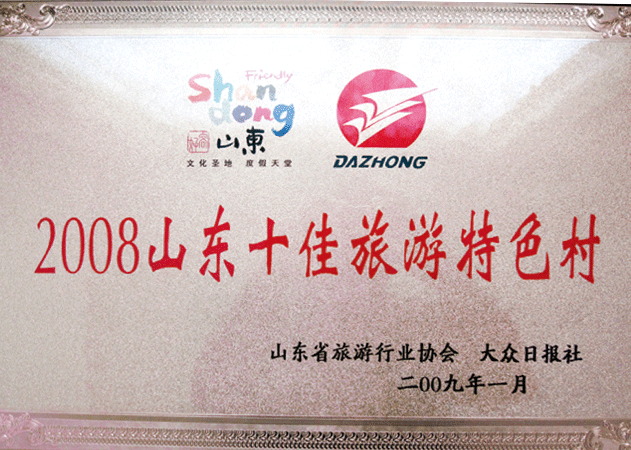 Friendly
Shan
dong
山東
文化圣地 度假天堂
DAZHONG
2008山东十佳旅游特色村
山东省旅游行业协会 大众日报社
二00九年一月